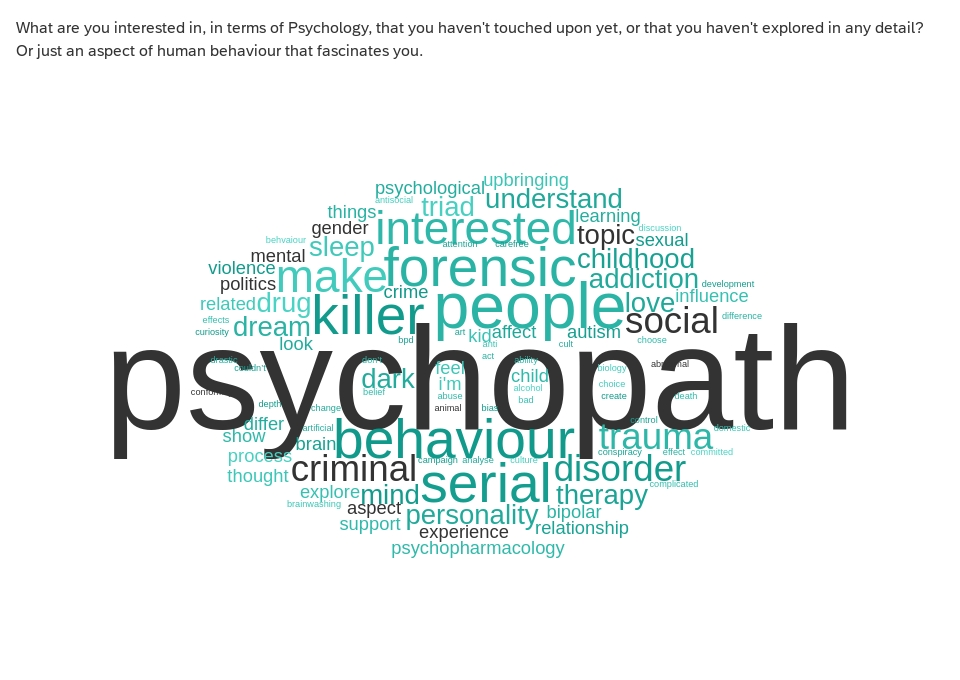 What are you interested in, in terms of Psychology, that you haven't touched upon yet, or that you haven't explored in any detail?
Or just an aspect of human behaviour that fascinates you.
upbringing
psychological
antisocial triad understand
things learning
gender interested topic discussion
behvaiour sleep attention carefree sexual
mental forensic childhood
violence make addiction
politics crime people development
related drug killer love influence
effects dream social difference
curiosity art kid affect autism
look bpd anti cult choose
psychopath
drastic don't act ability abnormal
couldn't feel biology
dark i'm child choice
belief abuse alcohol create death
depth change animal bias bad
differ artificial behaviour control
show brain trauma domestic
process campaign analyse culture conspiracy effect committed
thought criminal serial disorder
explore mind therapy complicated
brainwashing aspect personality bipolar
support experience relationship
psychopharmacology